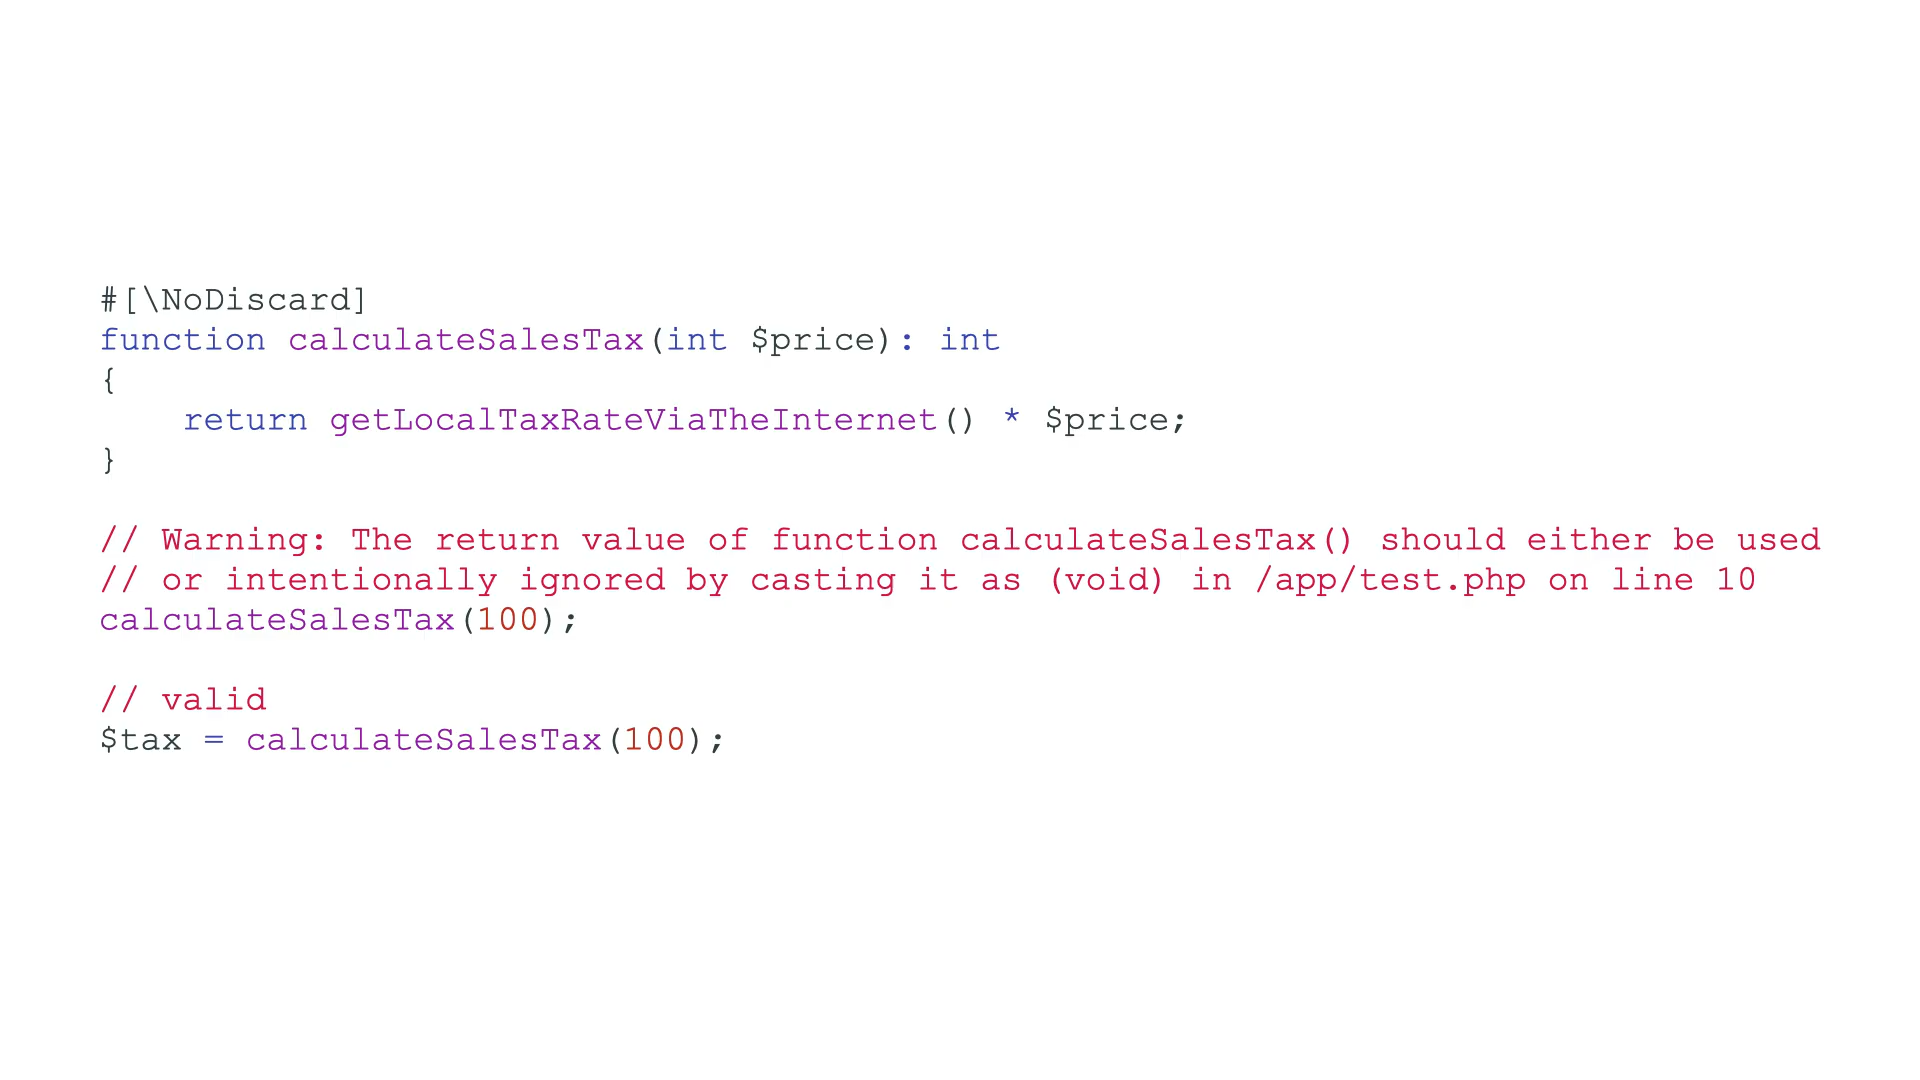 #[\NoDiscard]
function calculateSalesTax(int $price): int
{
    return getLocalTaxRateViaTheInternet() * $price;
}
// Warning: The return value of function calculateSalesTax() should either be used
// or intentionally ignored by casting it as (void) in /app/test.php on line 10
calculateSalesTax(100);
// valid
$tax = calculateSalesTax(100);